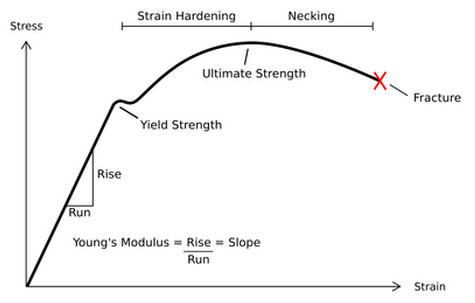 Strain Hardening
Necking
Stress
Ultimate Strength
Fracture
Yield Strength
Rise
Run
Young's Modulus = Rise = Slope
Run
Strain